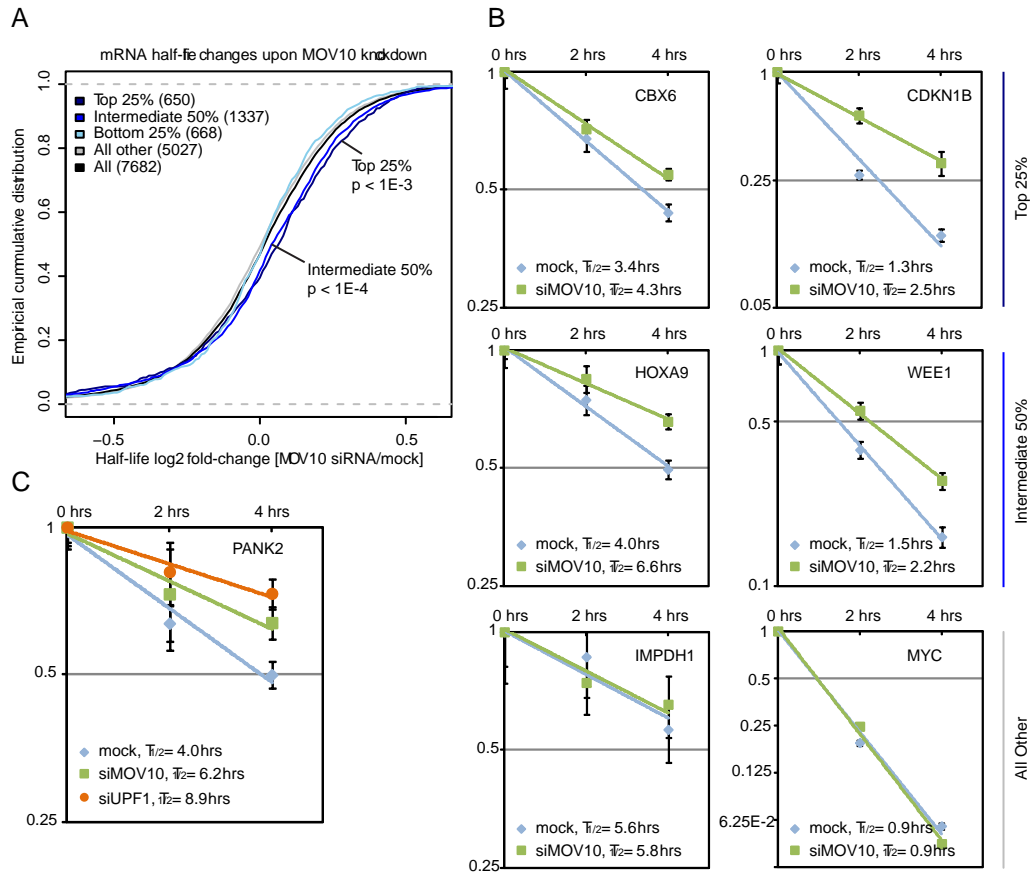 A
mRNA half-life changes upon MOV10 knockdown
Top 25% (650)
Intermediate 50% (1337)
Bottom 25% (668)
All other (5027)
All (7682)
Top 25%
p < 1E-3
Intermediate 50%
p < 1E-4
Empricical cummulative distribution
0.0
0.2
0.4
0.6
0.8
1.0
−0.5
0.0
0.5
Half-life log2 fold-change [MOV10 siRNA/mock]
B
0 hrs 2 hrs 4 hrs
1
0.5
0.25
CBX6
mock, T1/2= 3.4hrs
siMOV10, T1/2= 4.3hrs
0 hrs 2 hrs 4 hrs
1
0.25
0.05
CDKN1B
mock, T1/2= 1.3hrs
siMOV10, T1/2= 2.5hrs
Top 25%
0 hrs 2 hrs 4 hrs
1
0.5
0.25
HOXA9
mock, T1/2= 4.0hrs
siMOV10, T1/2= 6.6hrs
0 hrs 2 hrs 4 hrs
1
0.5
0.1
WEE1
mock, T1/2= 1.5hrs
siMOV10, T1/2= 2.2hrs
Intermediate 50%
0 hrs 2 hrs 4 hrs
1
0.5
0.25
IMPDH1
mock, T1/2= 5.6hrs
siMOV10, T1/2= 5.8hrs
0 hrs 2 hrs 4 hrs
1
0.5
0.25
0.125
6.25E-2
MYC
mock, T1/2= 0.9hrs
siMOV10, T1/2= 0.9hrs
All Other
C
0 hrs 2 hrs 4 hrs
1
0.5
0.25
PANK2
mock, T1/2= 4.0hrs
siMOV10, T1/2= 6.2hrs
siUPF1, T1/2= 8.9hrs